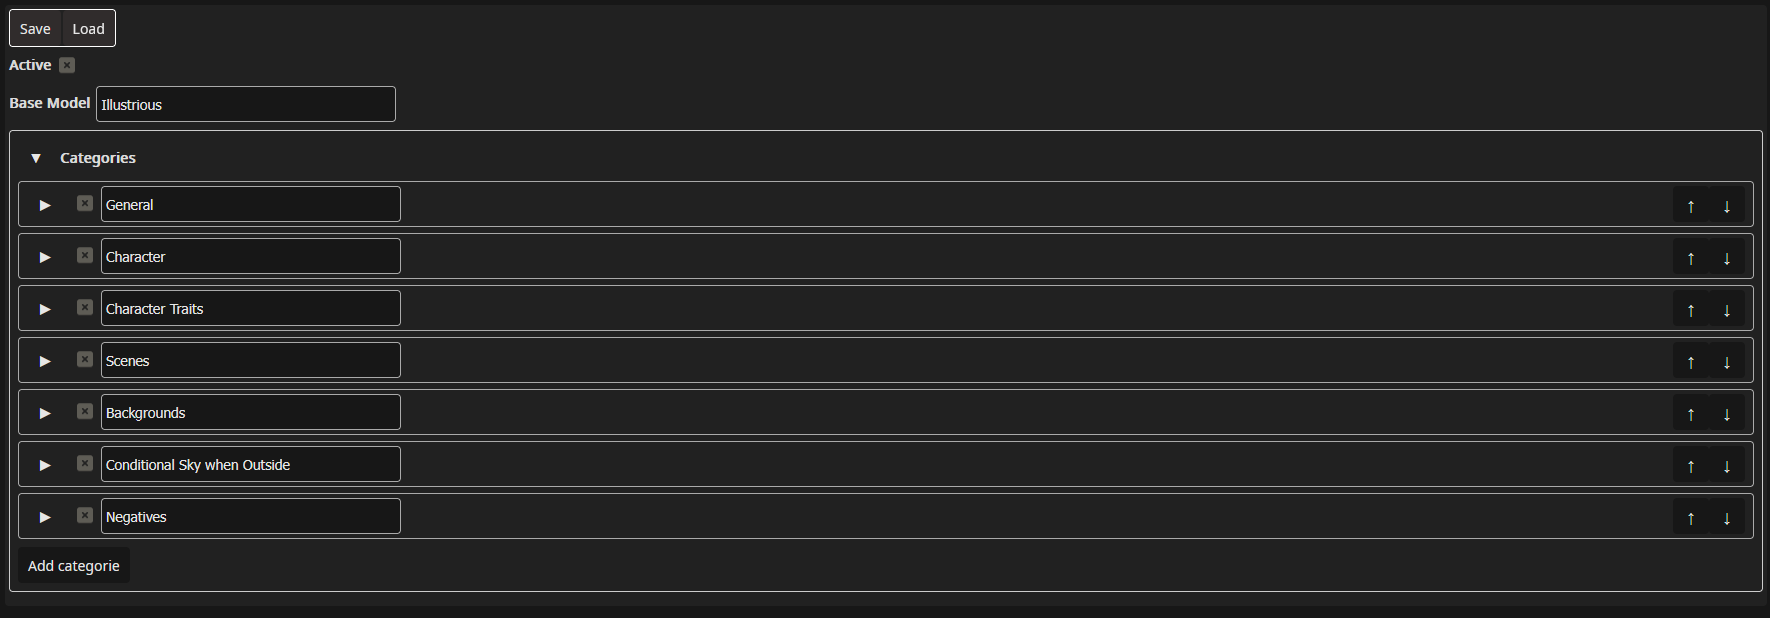 Save Load
Active
Base Model Illustrious
▼ Categories
▶ General ↑ ↓
▶ Character ↑ ↓
▶ Character Traits ↑ ↓
▶ Scenes ↑ ↓
▶ Backgrounds ↑ ↓
▶ Conditional Sky when Outside ↑ ↓
▶ Negatives ↑ ↓
Add categorie